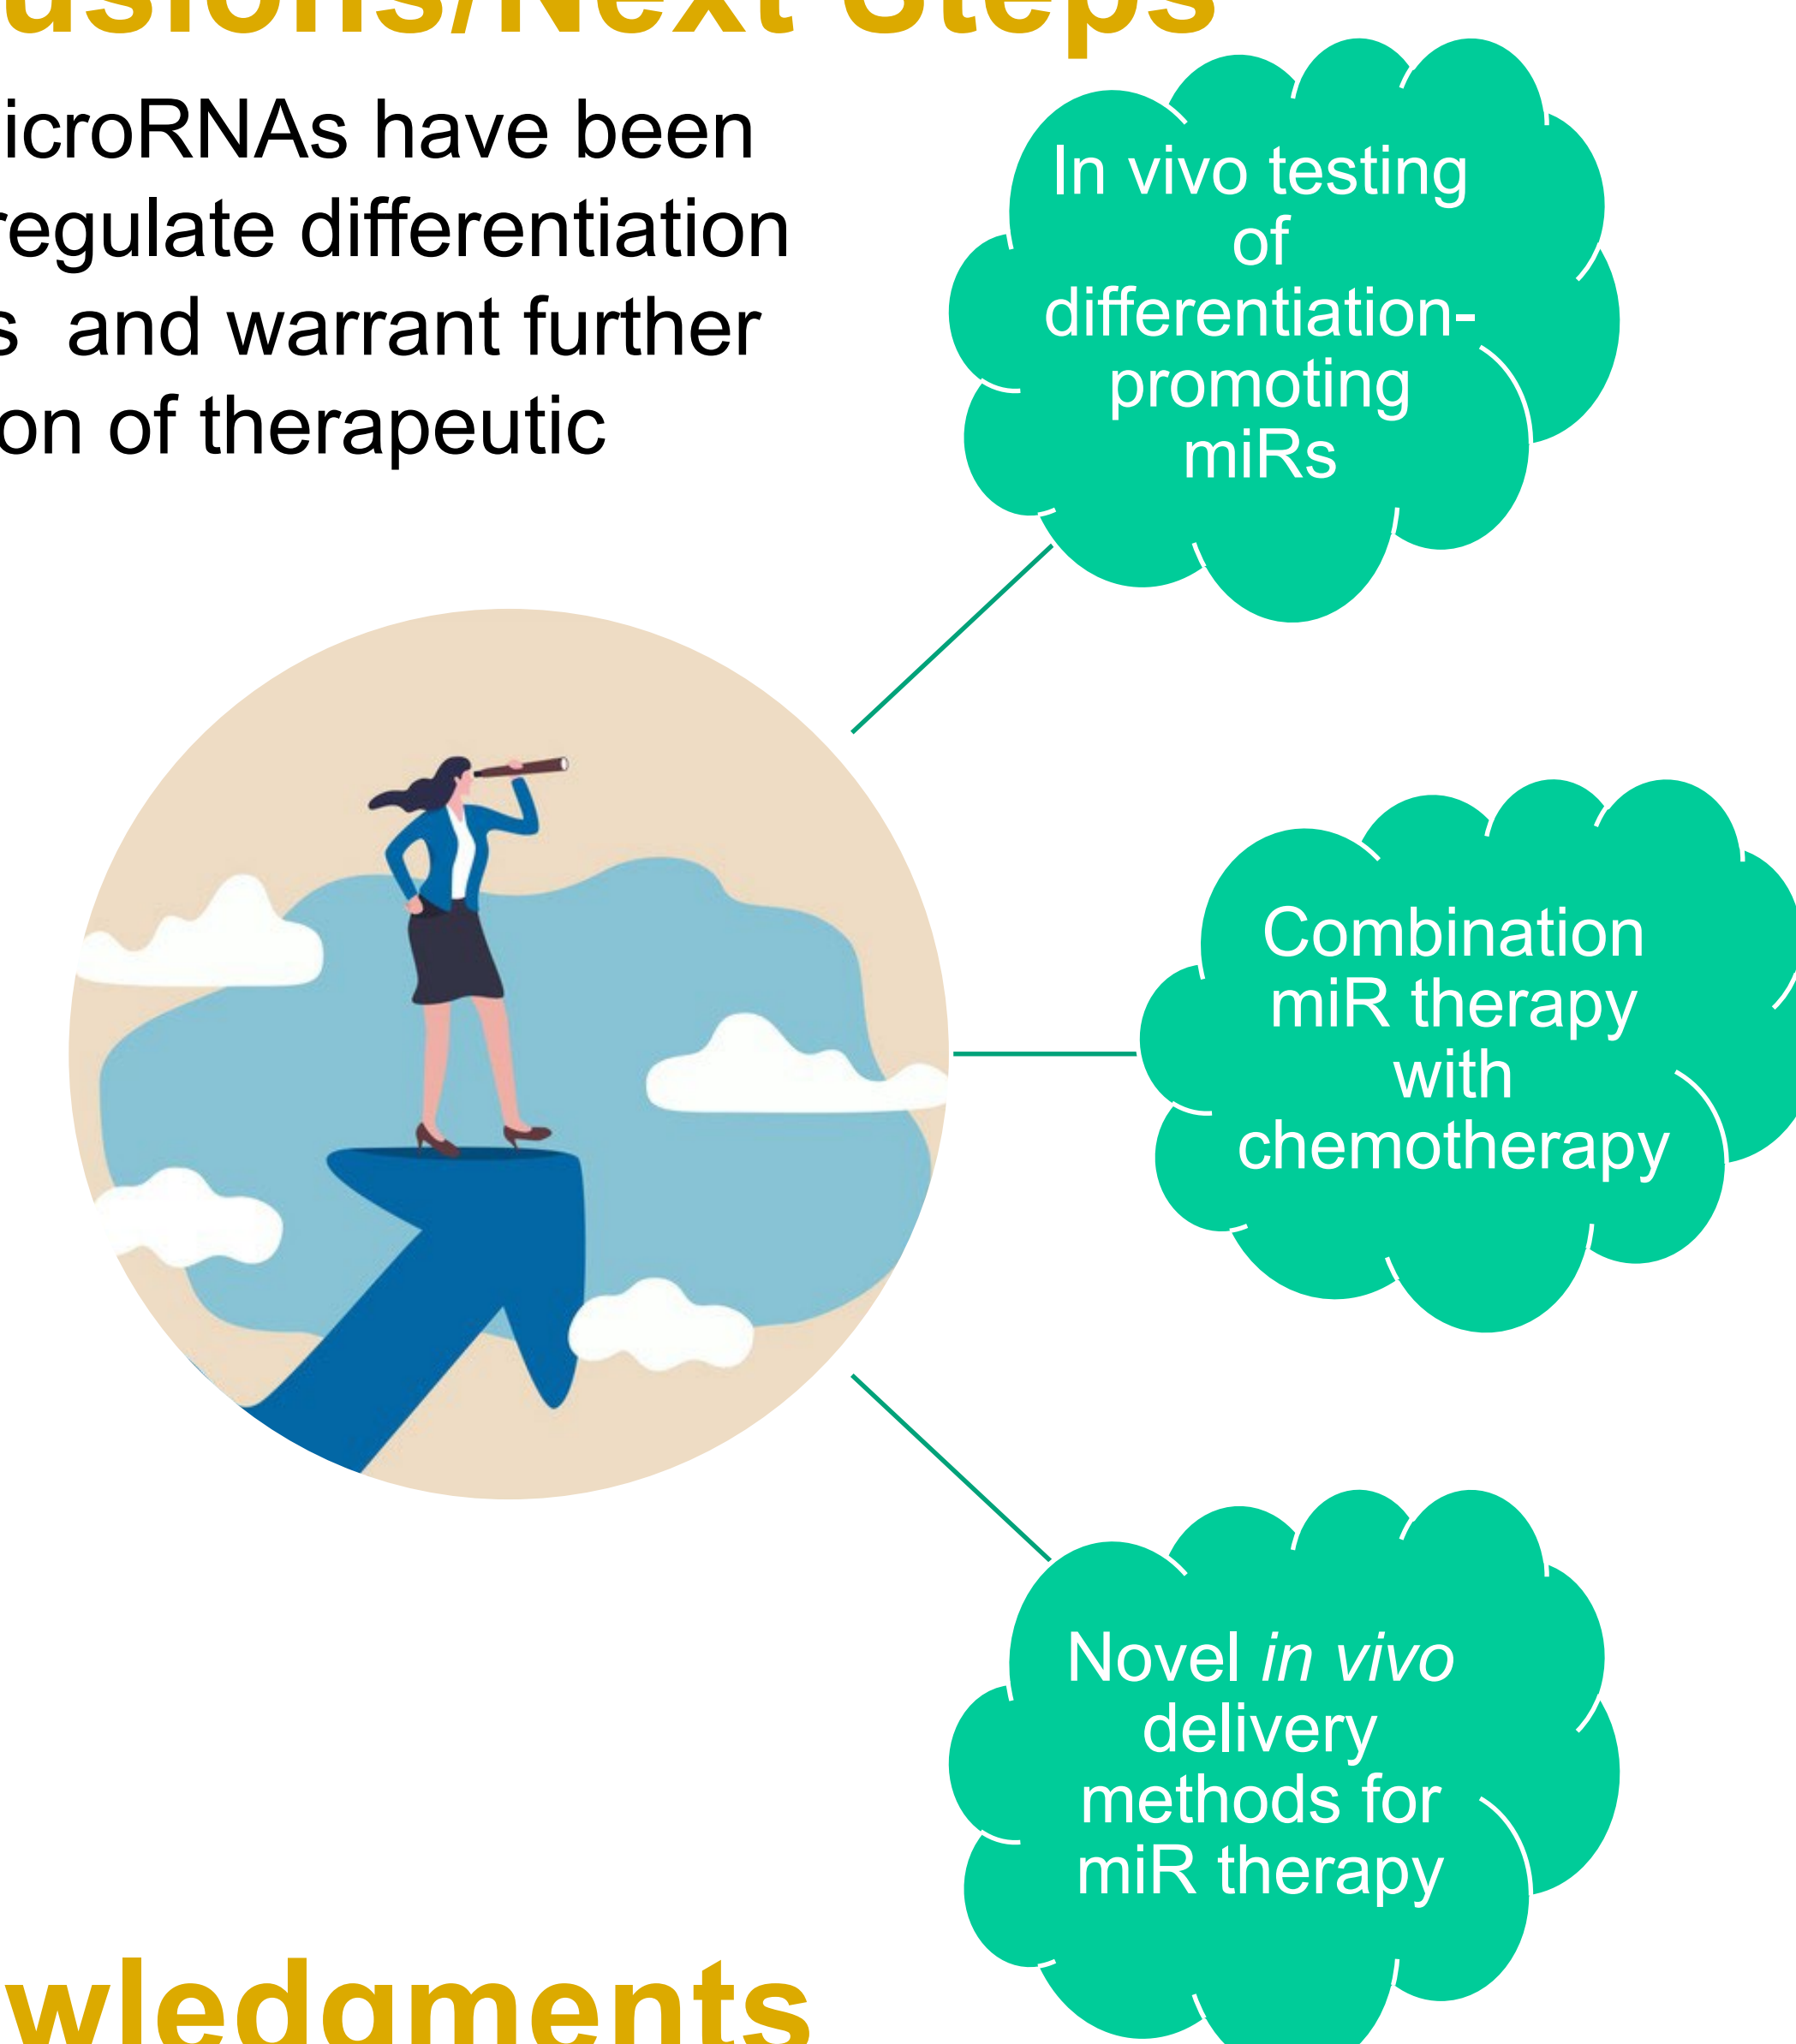 usions/Next Steps
icroRNAs have been
regulate differentiation
s and warrant further
on of therapeutic
In vivo testing
of
differentiation-
promoting
miRs
Combination
miR therapy
with
chemotherapy
Novel in vivo
delivery
methods for
miR therapy
wledgments